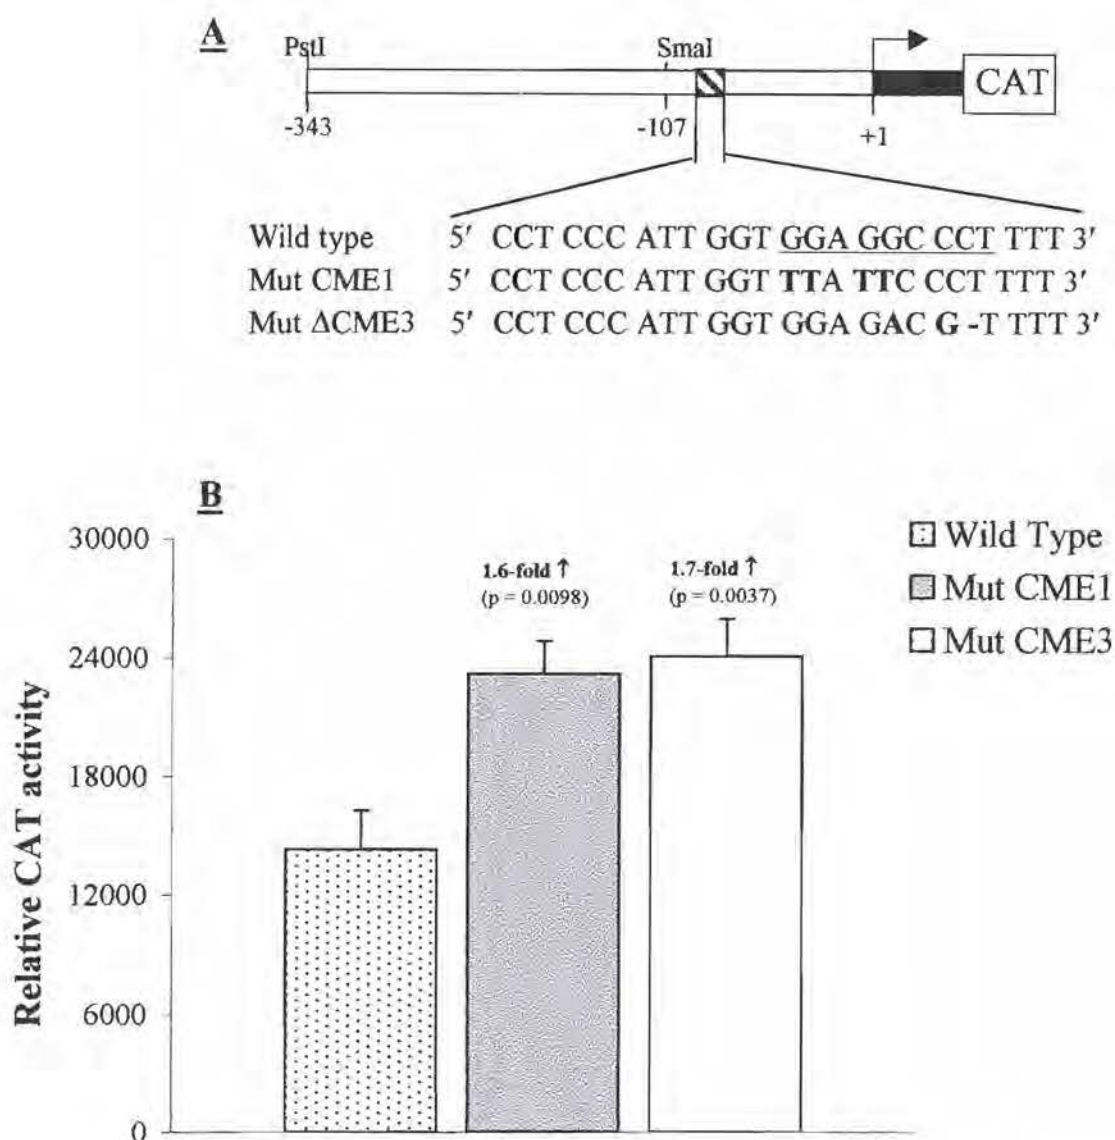 A
PstI SmaI
CAT
-343 -107 +1
Wild type 5′ CCT CCC ATT GGT GGA GGC CCT TTT 3′
Mut CME1 5′ CCT CCC ATT GGT TTA TTC CCT TTT 3′
Mut ΔCME3 5′ CCT CCC ATT GGT GGA GAC G -T TTT 3′
B
30000
24000
18000
12000
6000
0
Relative CAT activity
1.6-fold ↑
(p = 0.0098)
1.7-fold ↑
(p = 0.0037)
Wild Type
Mut CME1
Mut CME3